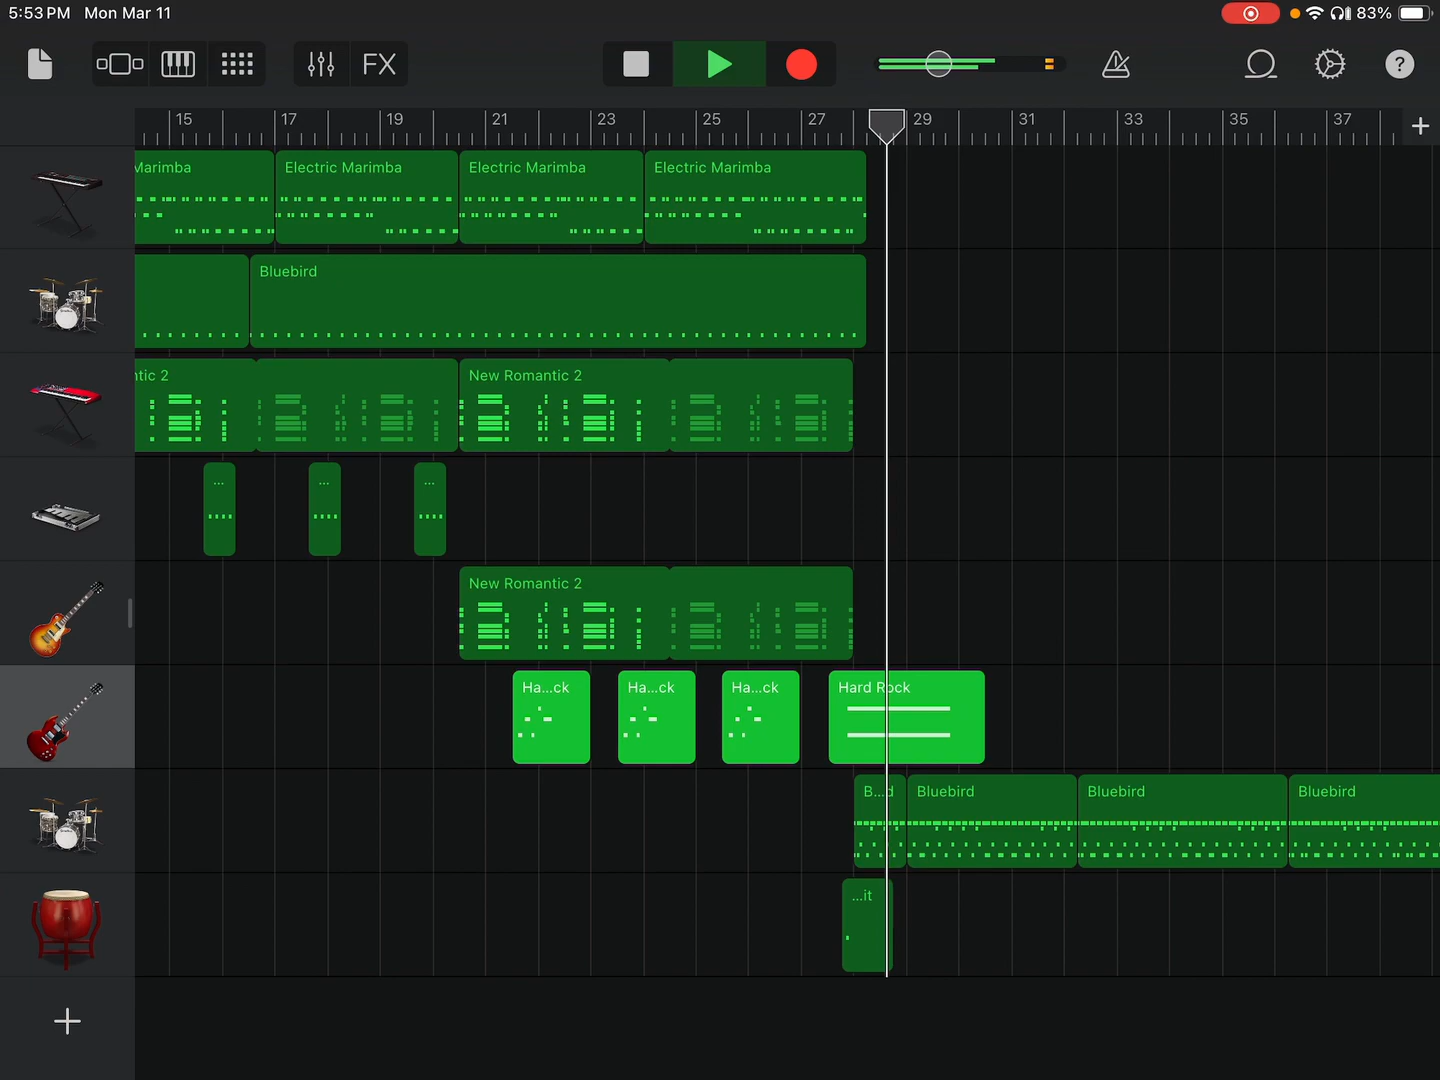 5:53 PM Mon Mar 11
83%
FX
?
15 17 19 21 23 25 27 29 31 33 35 37
+
Marimba Electric Marimba Electric Marimba Electric Marimba
Bluebird
ntic 2 New Romantic 2
... ... ...
New Romantic 2
Ha...ck Ha...ck Ha...ck Hard Rock
B...d Bluebird Bluebird Bluebird
...it
+